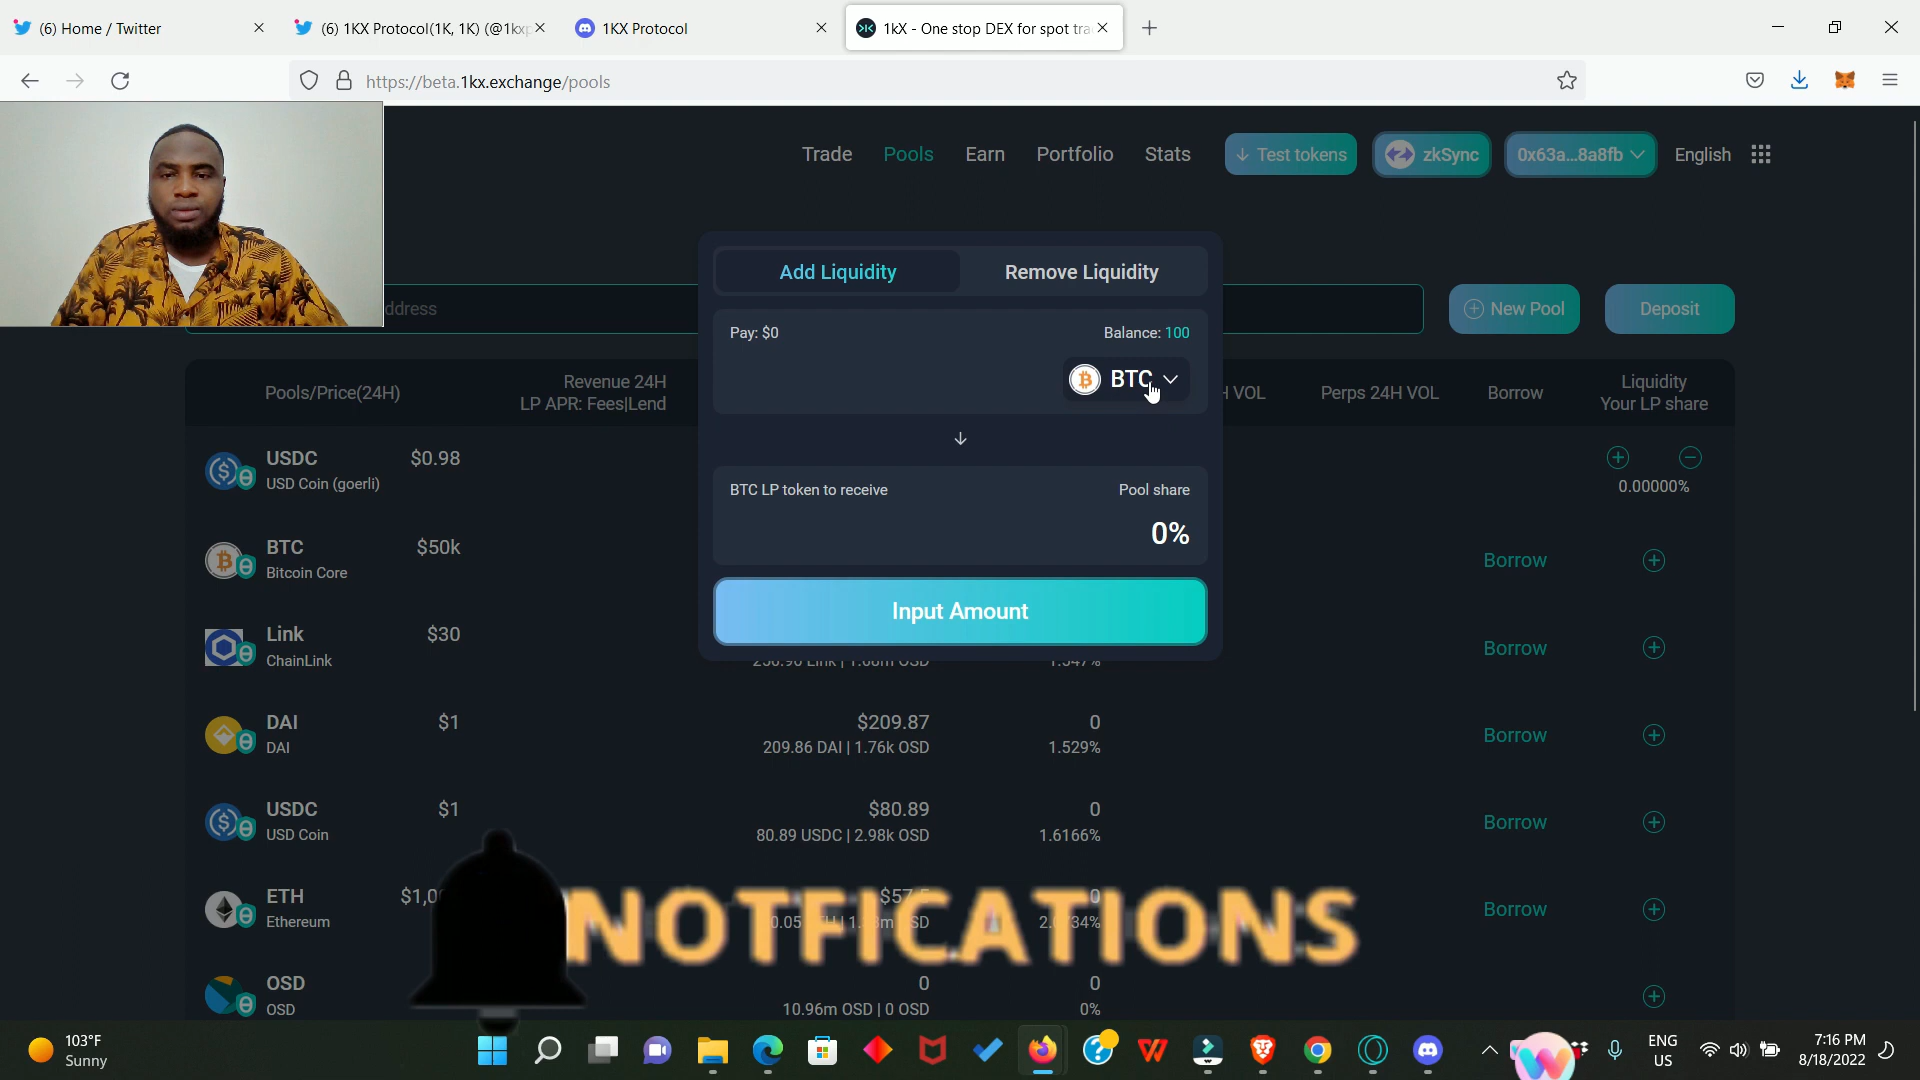 (6) Home / Twitter
(6) 1KX Protocol(1K, 1K) (@1kxp
1KX Protocol
1kX - One stop DEX for spot tra
https://beta.1kx.exchange/pools
Trade
Pools
Earn
Portfolio
Stats
Test tokens
zkSync
0x63a...8a8fb
English
Add Liquidity
Remove Liquidity
ddress
New Pool
Deposit
Pay: $0
Balance: 100
BTC
Pools/Price(24H)
Revenue 24H
LP APR: Fees|Lend
H VOL
Perps 24H VOL
Borrow
Liquidity
Your LP share
USDC
$0.98
USD Coin (goerli)
0.00000%
BTC LP token to receive
Pool share
0%
BTC
$50k
Bitcoin Core
Borrow
Input Amount
Link
$30
ChainLink
Borrow
DAI
$1
$209.87
0
Borrow
DAI
209.86 DAI | 1.76k OSD
1.529%
USDC
$1
$80.89
0
Borrow
USD Coin
80.89 USDC | 2.98k OSD
1.6166%
ETH
Ethereum
Borrow
NOTFICATIONS
OSD
0
0
OSD
10.96m OSD | 0 OSD
0%
103°F
Sunny
ENG
US
7:16 PM
8/18/2022